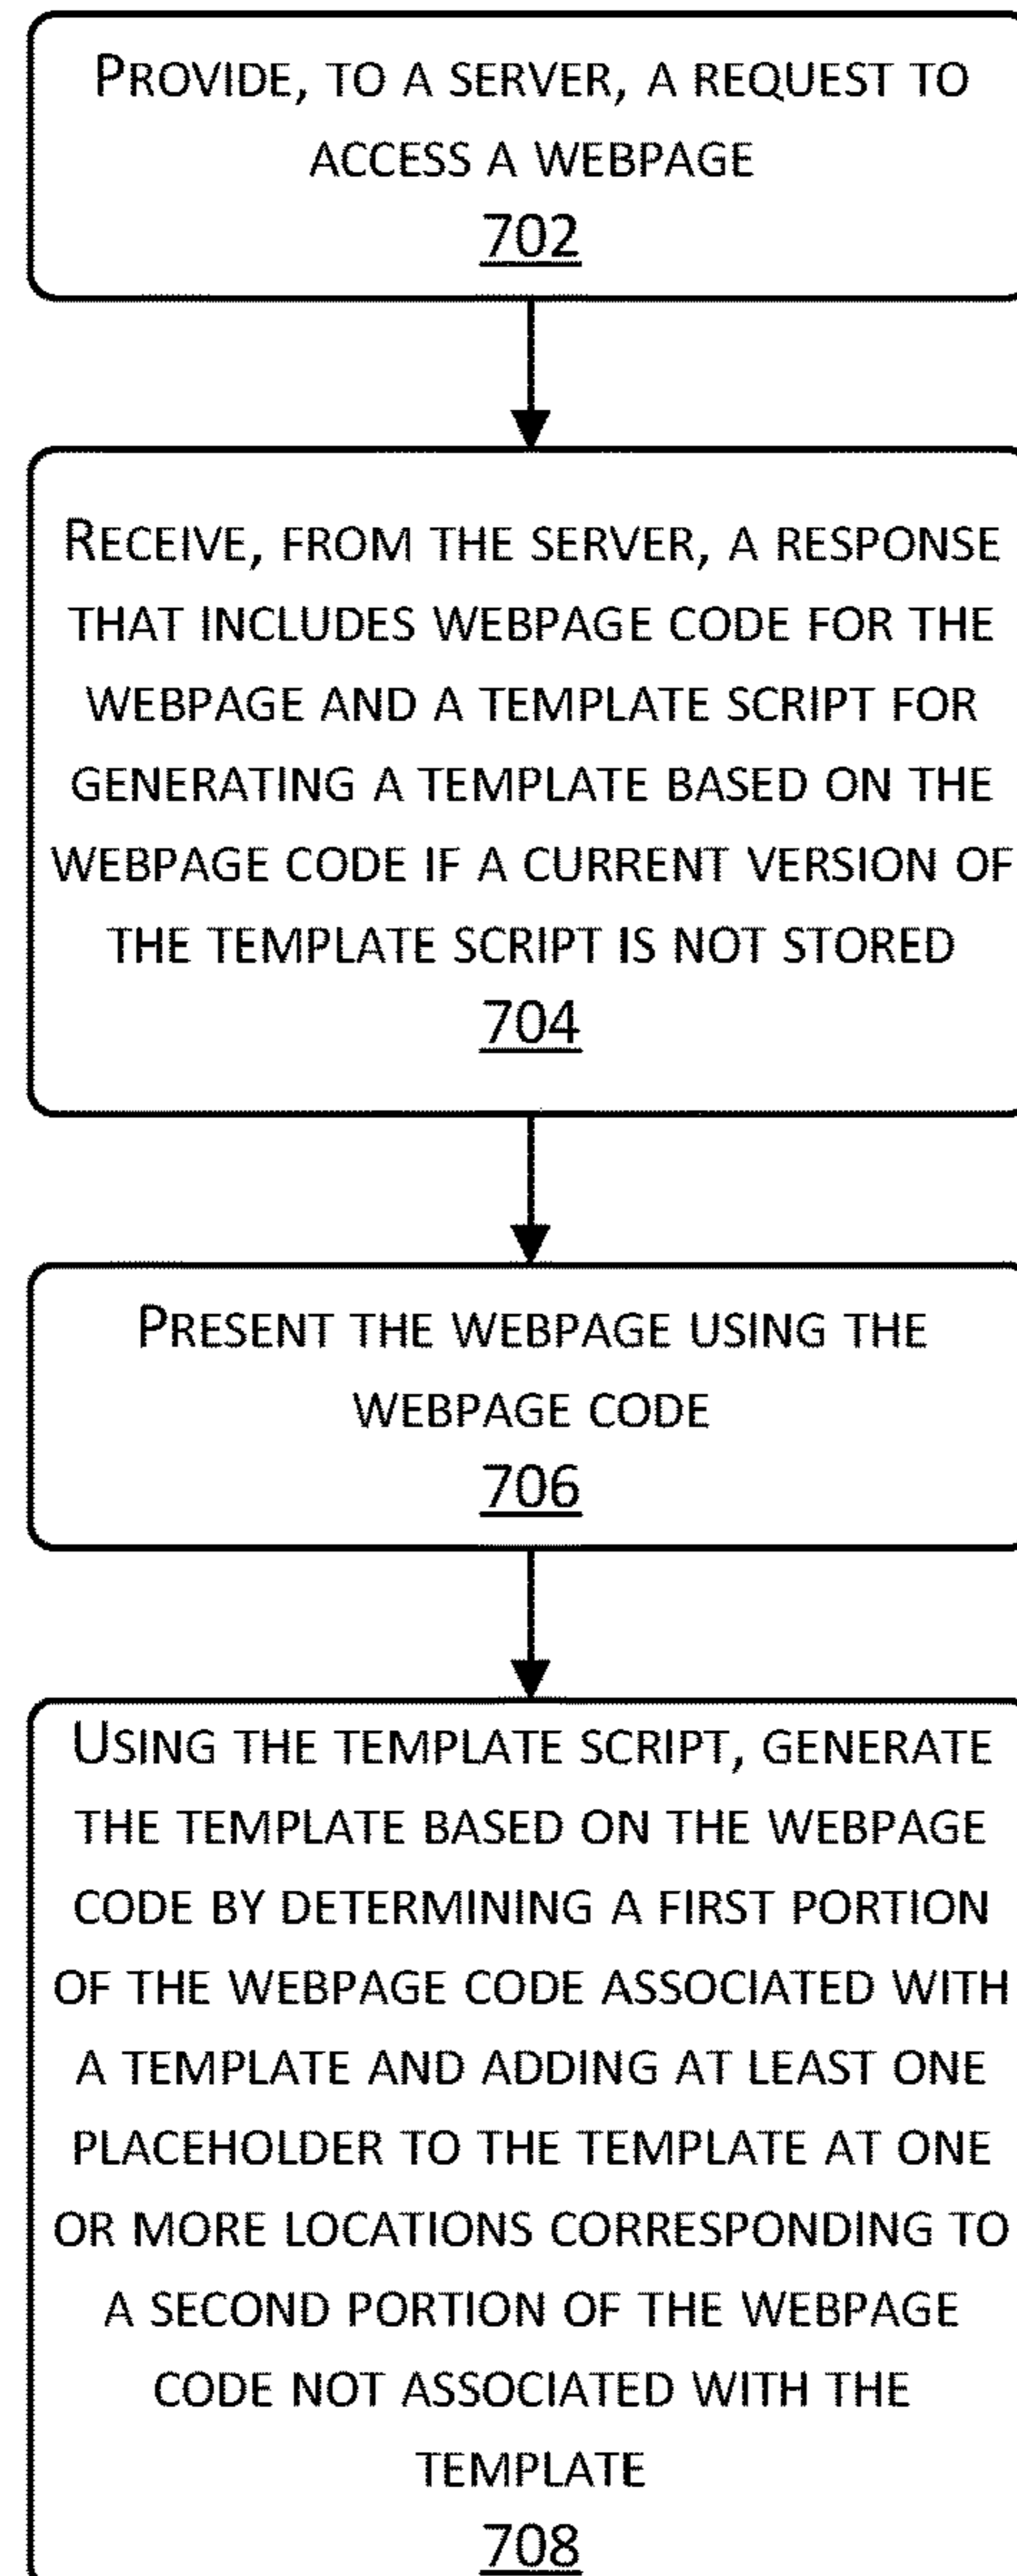 PROVIDE, TO A SERVER, A REQUEST TO
ACCESS A WEBPAGE
702
RECEIVE, FROM THE SERVER, A RESPONSE
THAT INCLUDES WEBPAGE CODE FOR THE
WEBPAGE AND A TEMPLATE SCRIPT FOR
GENERATING A TEMPLATE BASED ON THE
WEBPAGE CODE IF A CURRENT VERSION OF
THE TEMPLATE SCRIPT IS NOT STORED
704
PRESENT THE WEBPAGE USING THE
WEBPAGE CODE
706
USING THE TEMPLATE SCRIPT, GENERATE
THE TEMPLATE BASED ON THE WEBPAGE
CODE BY DETERMINING A FIRST PORTION
OF THE WEBPAGE CODE ASSOCIATED WITH
A TEMPLATE AND ADDING AT LEAST ONE
PLACEHOLDER TO THE TEMPLATE AT ONE
OR MORE LOCATIONS CORRESPONDING TO
A SECOND PORTION OF THE WEBPAGE
CODE NOT ASSOCIATED WITH THE
TEMPLATE
708